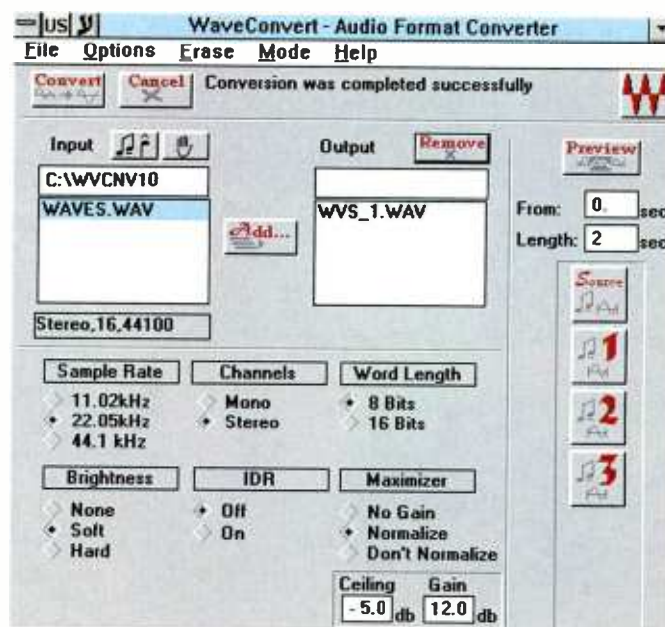 US
WaveConvert - Audio Format Converter
File Options Erase Mode Help
Convert Cancel Conversion was completed successfully
Input Output Remove Preview
C:\WVCNV10
WAVES.WAV
Add...
WVS_1.WAV
From: 0. sec
Length: 2 sec
Source
Stereo,16,44100
1
2
3
Sample Rate Channels Word Length
11.02kHz Mono 8 Bits
22.05kHz Stereo 16 Bits
44.1 kHz
Brightness IDR Maximizer
None Off No Gain
Soft On Normalize
Hard Don't Normalize
Ceiling Gain
- 5.0 db 12.0 db